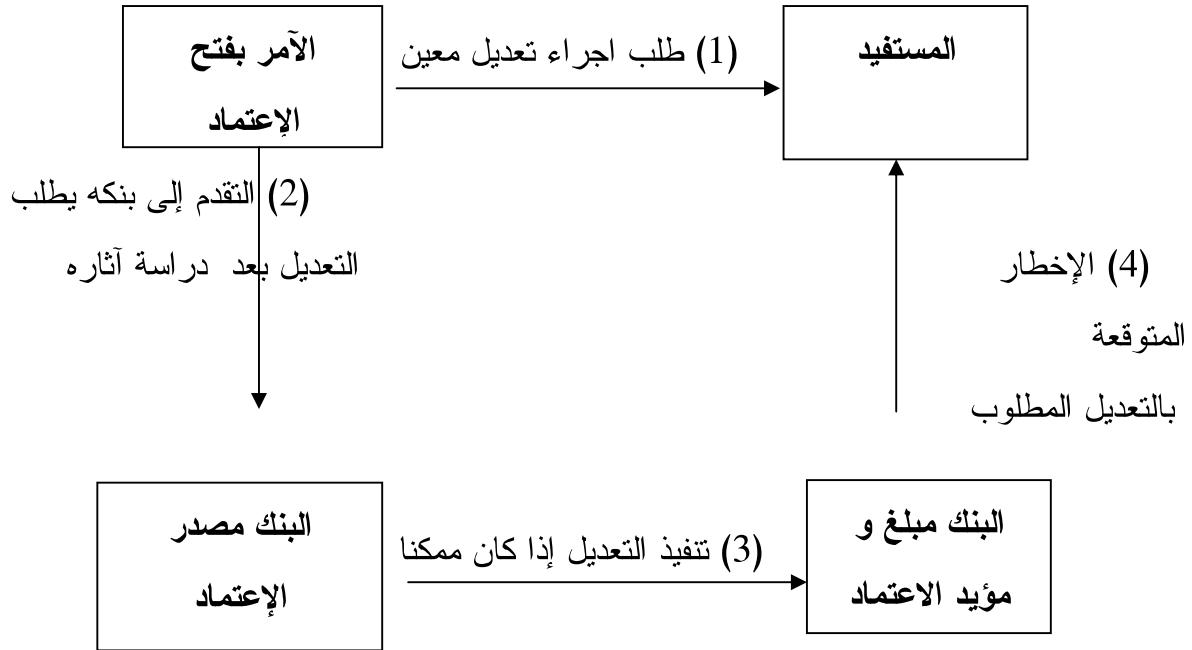 الآمر بفتح
الإعتماد
(1) طلب اجراء تعديل معين
المستفيد
(2) التقدم إلى بنكه يطلب
التعديل بعد دراسة آثاره
(4) الإخطار
المتوقعة
بالتعديل المطلوب
البنك مصدر
الإعتماد
(3) تنفيذ التعديل إذا كان ممكنا
البنك مبلغ و
مؤيد الاعتماد